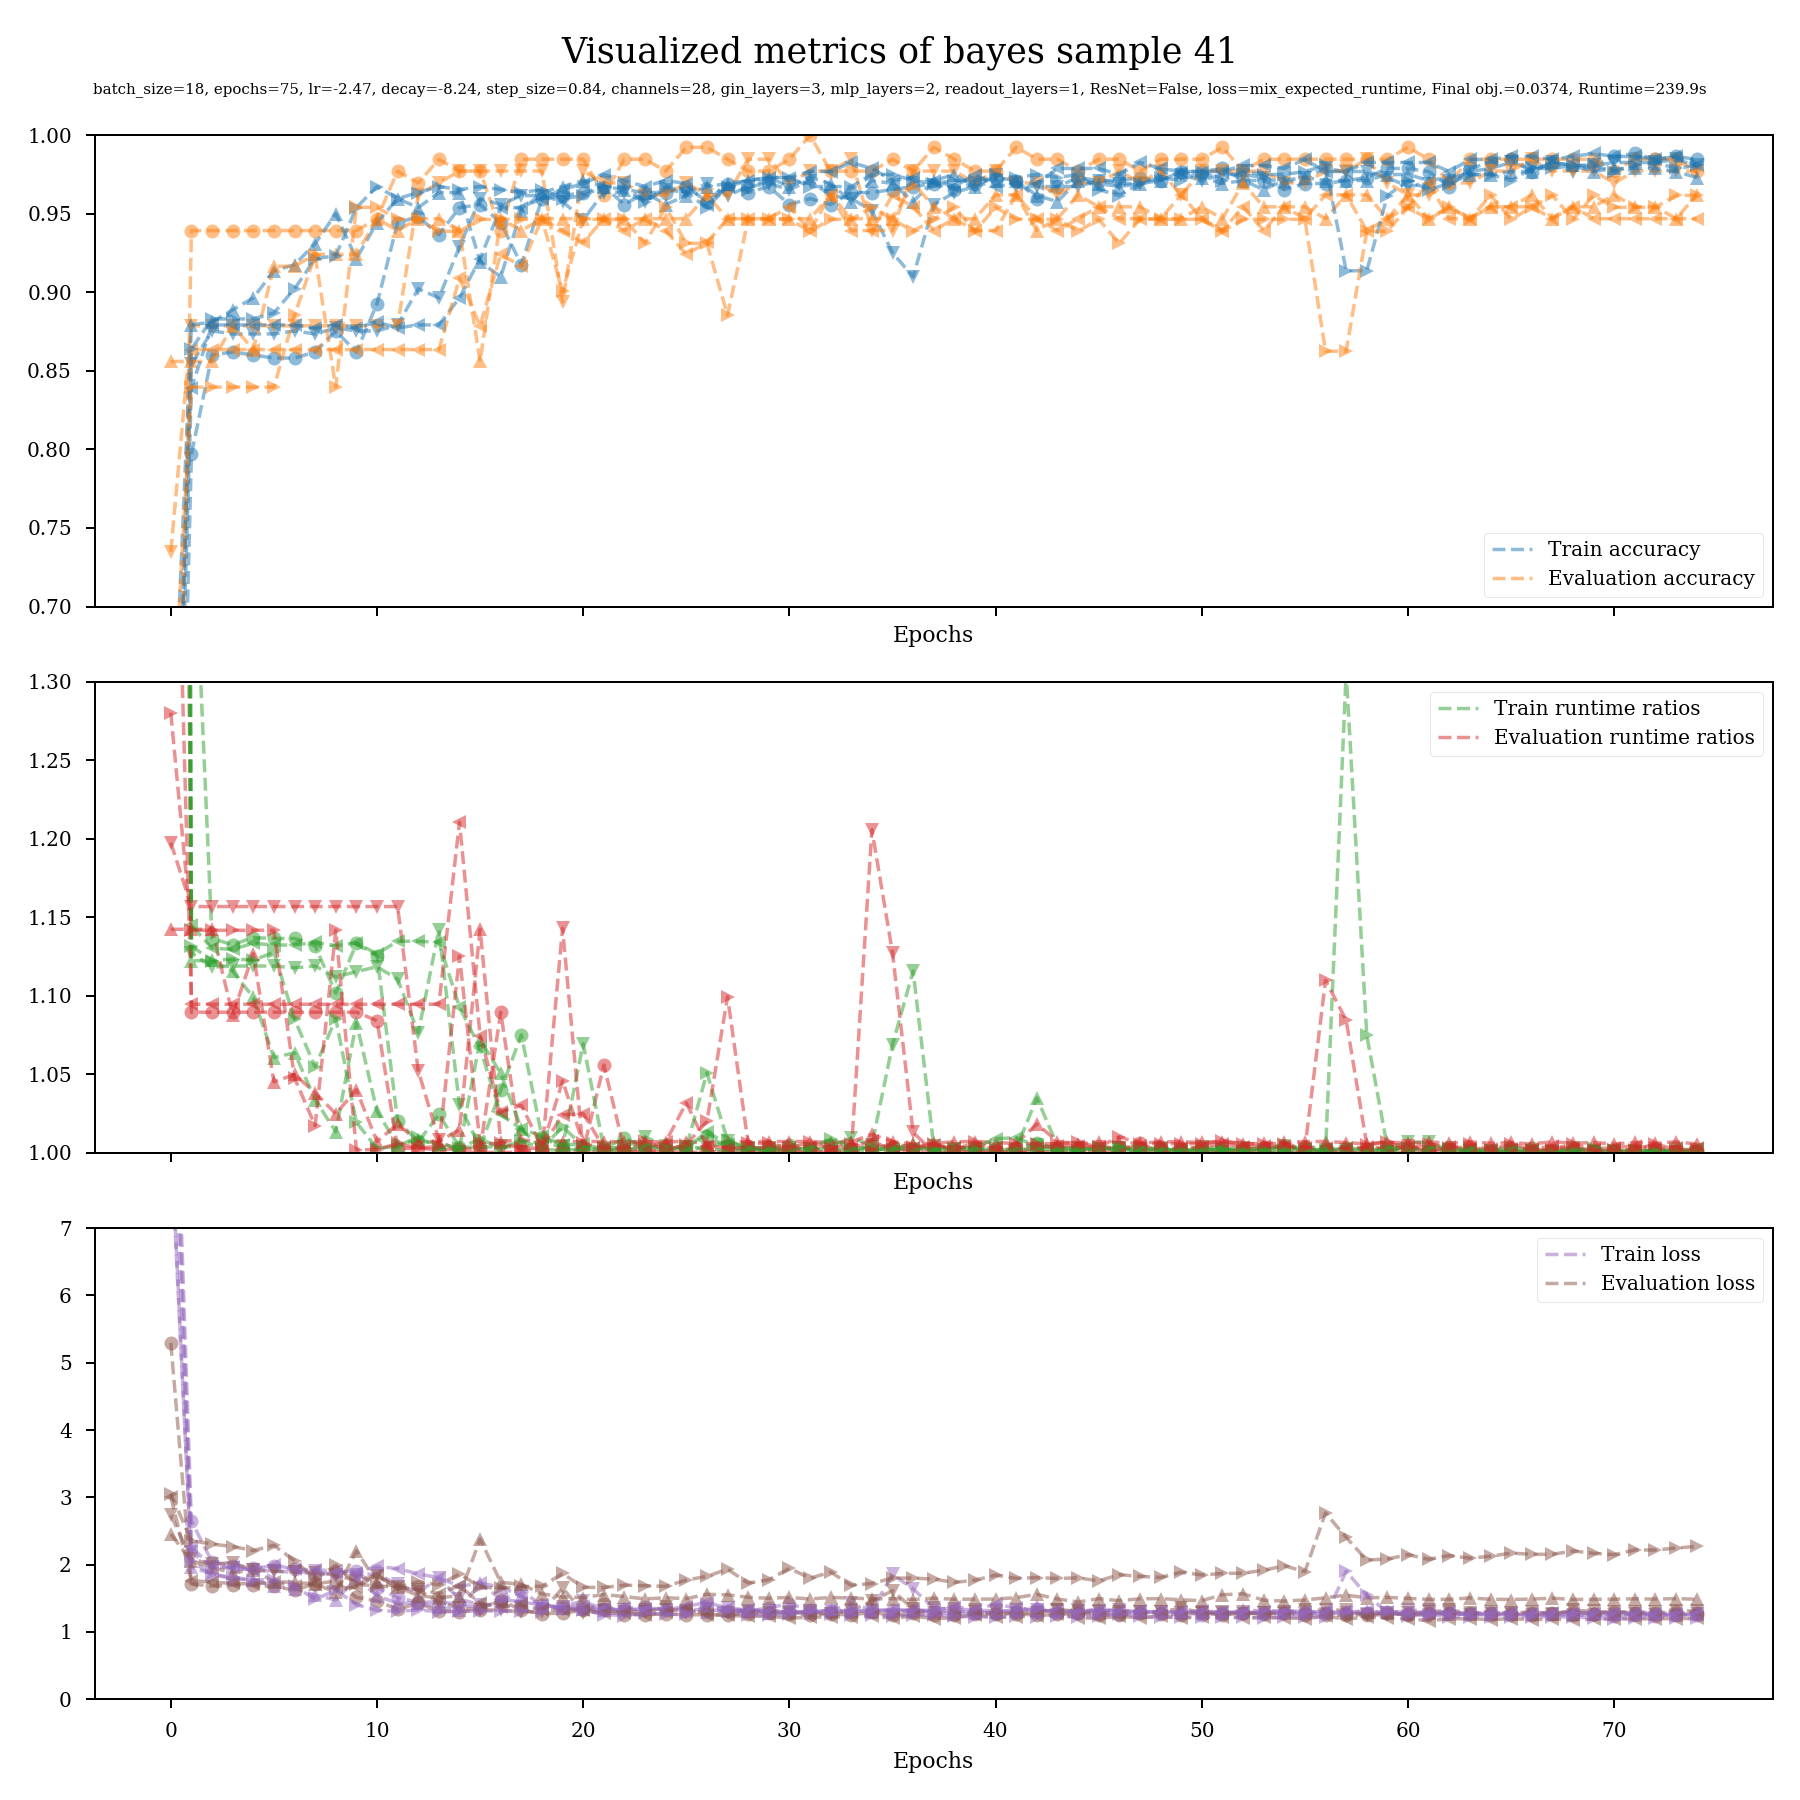 Visualized metrics of bayes sample 41
batch_size=18, epochs=75, lr=-2.47, decay=-8.24, step_size=0.84, channels=28, gin_layers=3, mlp_layers=2, readout_layers=1, ResNet=False, loss=mix_expected_runtime, Final obj.=0.0374, Runtime=239.9s
1.00
0.95
0.90
0.85
0.80
0.75
0.70
Train accuracy
Evaluation accuracy
Epochs
1.30
1.25
1.20
1.15
1.10
1.05
1.00
Train runtime ratios
Evaluation runtime ratios
Epochs
7
6
5
4
3
2
1
0
Train loss
Evaluation loss
0 10 20 30 40 50 60 70
Epochs